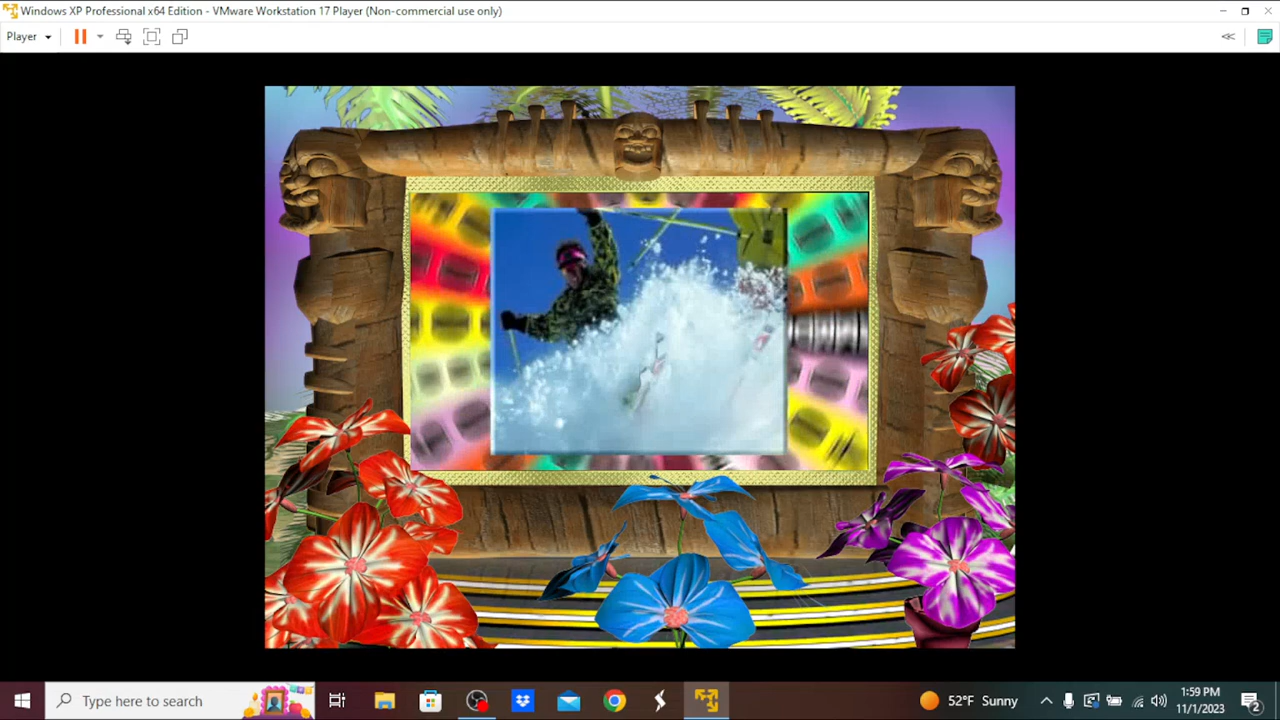 Windows XP Professional x64 Edition - VMware Workstation 17 Player (Non-commercial use only)
Player
Type here to search
52°F Sunny
1:59 PM
11/1/2023
2